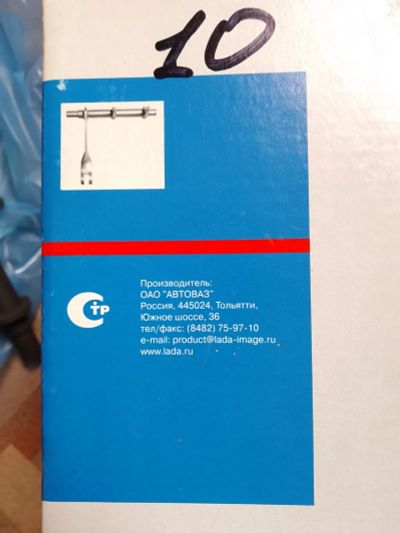 10
Производитель:
ОАО "АВТОВАЗ"
Россия, 445024, Тольятти,
Южное шоссе, 36
тел/факс: (8482) 75-97-10
e-mail: product@lada-image.ru
www.lada.ru
СТР